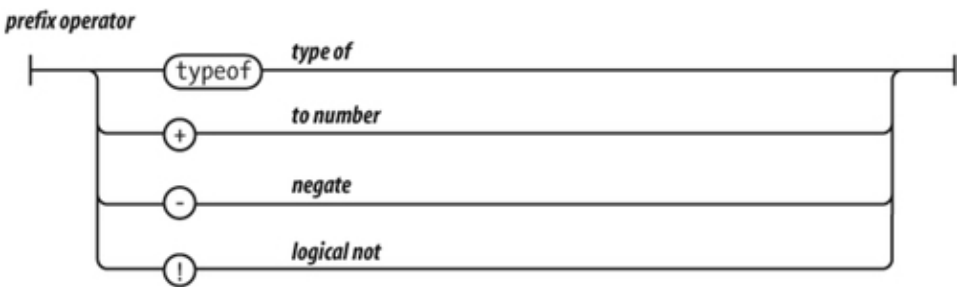 prefix operator
typeof type of
+ to number
- negate
! logical not